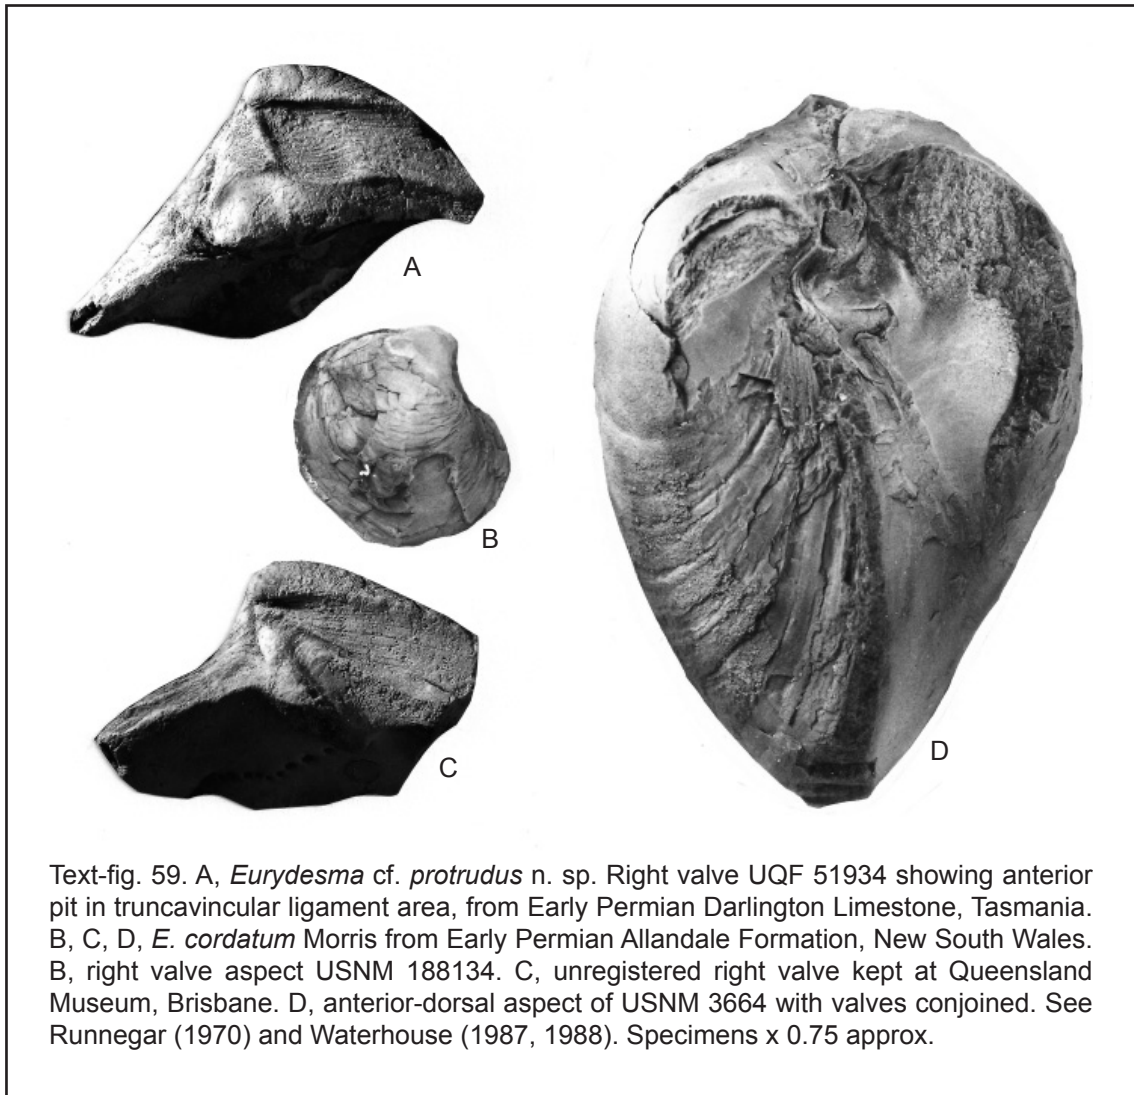 A
B
C
D
Text-fig. 59. A, Eurydesma cf. protrudus n. sp. Right valve UQF 51934 showing anterior
pit in truncavincular ligament area, from Early Permian Darlington Limestone, Tasmania.
B, C, D, E. cordatum Morris from Early Permian Allandale Formation, New South Wales.
B, right valve aspect USNM 188134. C, unregistered right valve kept at Queensland
Museum, Brisbane. D, anterior-dorsal aspect of USNM 3664 with valves conjoined. See
Runnegar (1970) and Waterhouse (1987, 1988). Specimens x 0.75 approx.